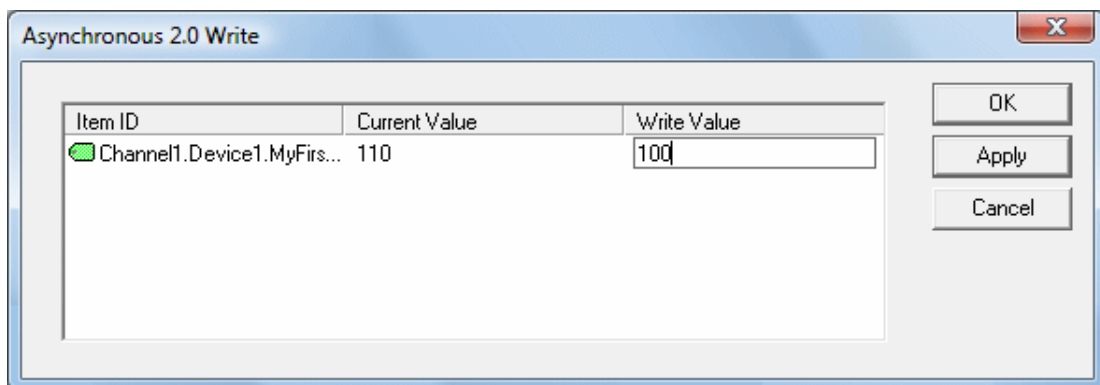 Asynchronous 2.0 Write
Item ID Current Value Write Value
Channel1.Device1.MyFirs... 110 100
OK
Apply
Cancel